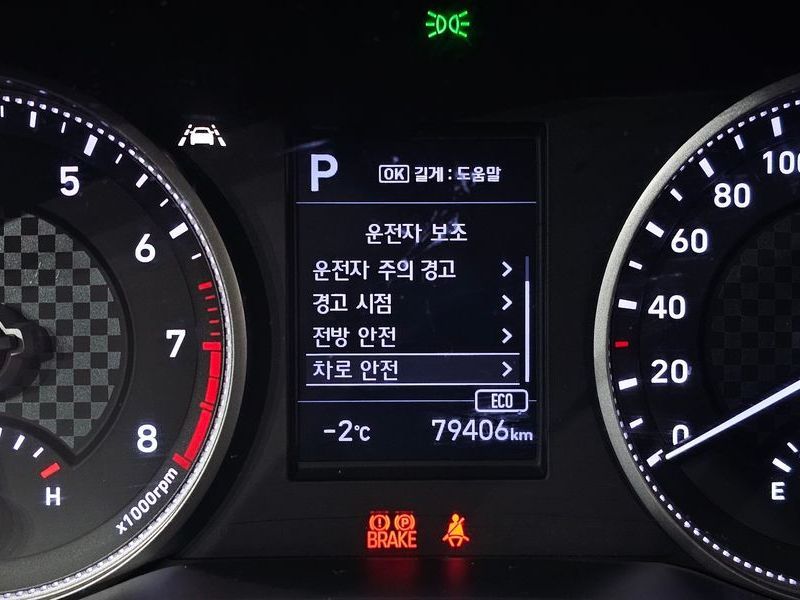 P OK 길게 : 도움말
운전자 보조
운전자 주의 경고 >
경고 시점 >
전방 안전 >
차로 안전 >
ECO
-2℃ 79406km
5
6
7
8
x1000rpm
H
100
80
60
40
20
0
E
P
BRAKE